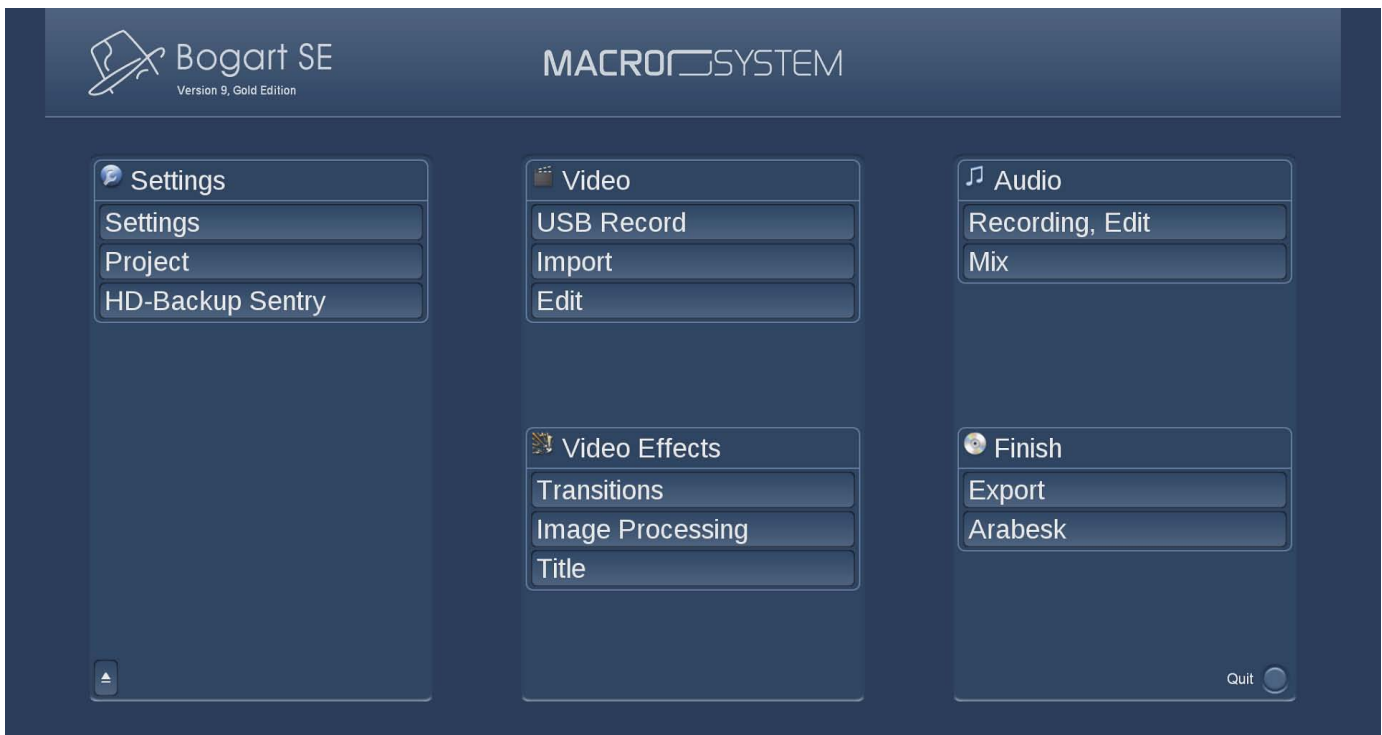 Bogart SE
Version 9, Gold Edition
MACROSYSTEM
Settings
Settings
Project
HD-Backup Sentry
Video
USB Record
Import
Edit
Audio
Recording, Edit
Mix
Video Effects
Transitions
Image Processing
Title
Finish
Export
Arabesk
Quit